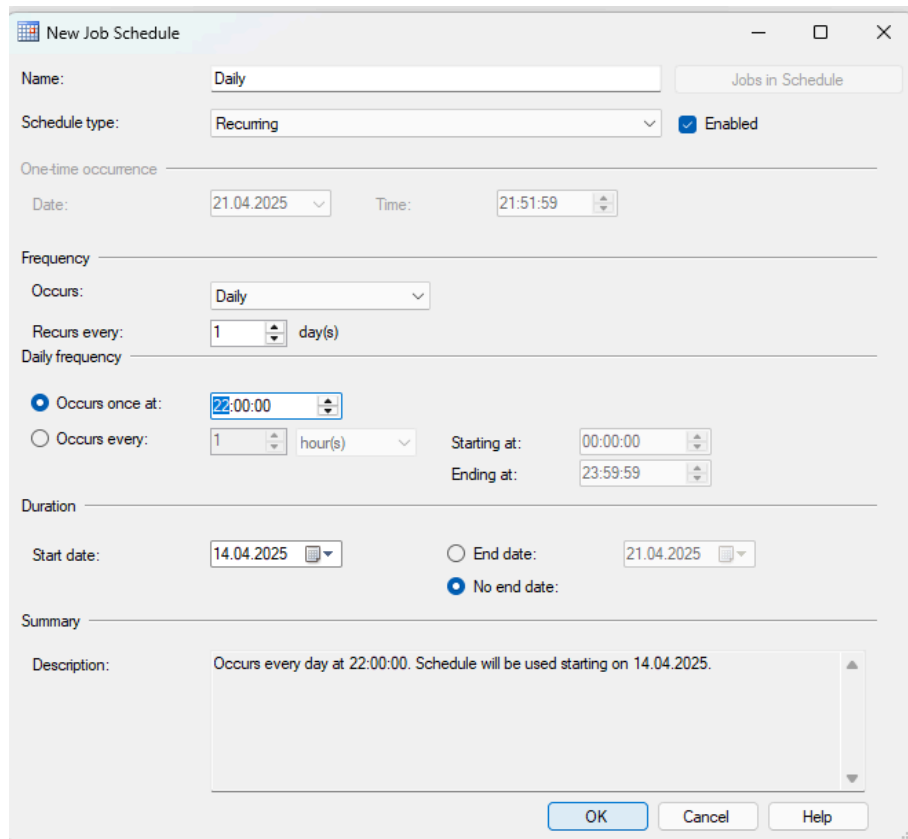 New Job Schedule
Name: Daily Jobs in Schedule
Schedule type: Recurring Enabled
One-time occurrence
Date: 21.04.2025 Time: 21:51:59
Frequency
Occurs: Daily
Recurs every: 1 day(s)
Daily frequency
Occurs once at: 22:00:00
Occurs every: 1 hour(s) Starting at: 00:00:00
Ending at: 23:59:59
Duration
Start date: 14.04.2025 End date: 21.04.2025
No end date:
Summary
Description: Occurs every day at 22:00:00. Schedule will be used starting on 14.04.2025.
OK Cancel Help